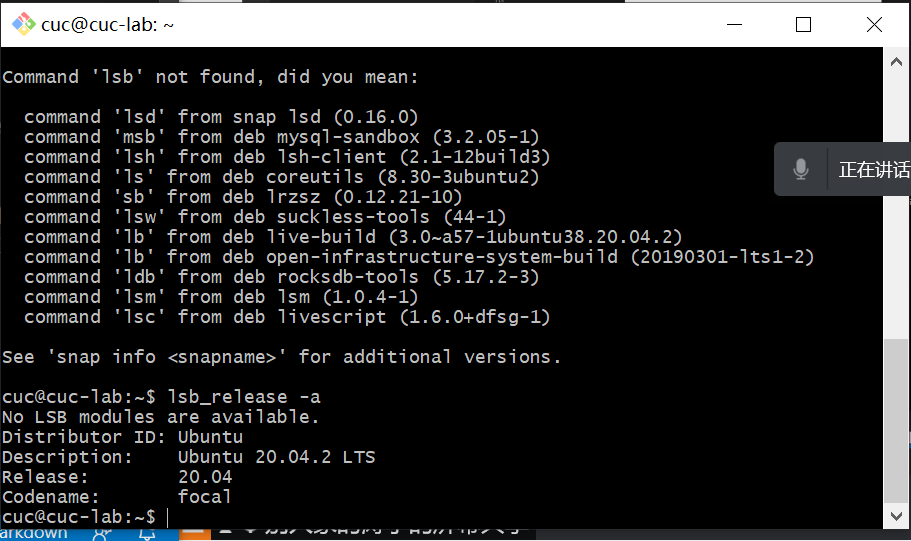 cuc@cuc-lab: ~
Command 'lsb' not found, did you mean:
command 'lsd' from snap lsd (0.16.0)
command 'msb' from deb mysql-sandbox (3.2.05-1)
command 'lsh' from deb lsh-client (2.1-12build3)
command 'ls' from deb coreutils (8.30-3ubuntu2)
command 'sb' from deb lrzsz (0.12.21-10)
command 'lsw' from deb suckless-tools (44-1)
command 'lb' from deb live-build (3.0~a57-1ubuntu38.20.04.2)
command 'lb' from deb open-infrastructure-system-build (20190301-lts1-2)
command 'ldb' from deb rocksdb-tools (5.17.2-3)
command 'lsm' from deb lsm (1.0.4-1)
command 'lsc' from deb livescript (1.6.0+dfsg-1)
正在讲话
See 'snap info <snapname>' for additional versions.
cuc@cuc-lab:~$ lsb_release -a
No LSB modules are available.
Distributor ID: Ubuntu
Description:    Ubuntu 20.04.2 LTS
Release:        20.04
Codename:       focal
cuc@cuc-lab:~$
arkdown